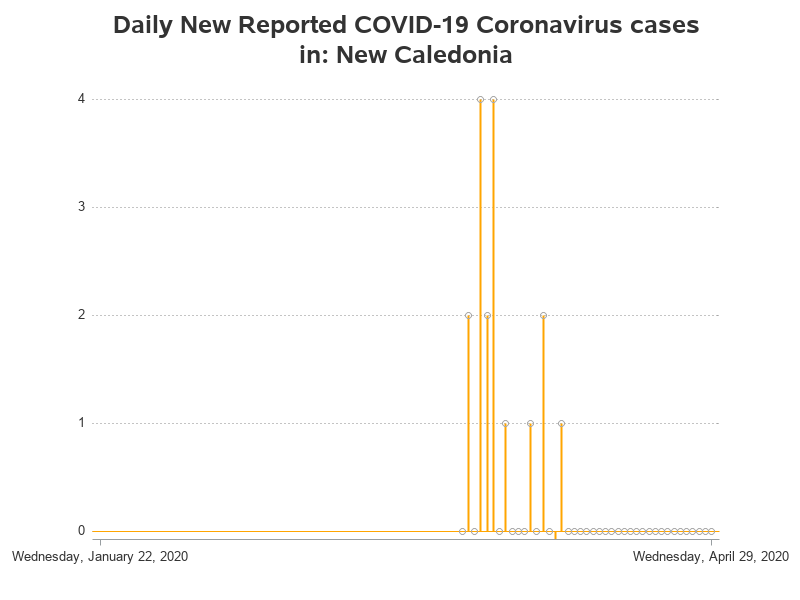 Daily New Reported COVID-19 Coronavirus cases
in: New Caledonia
4
3
2
1
0
Wednesday, January 22, 2020 Wednesday, April 29, 2020